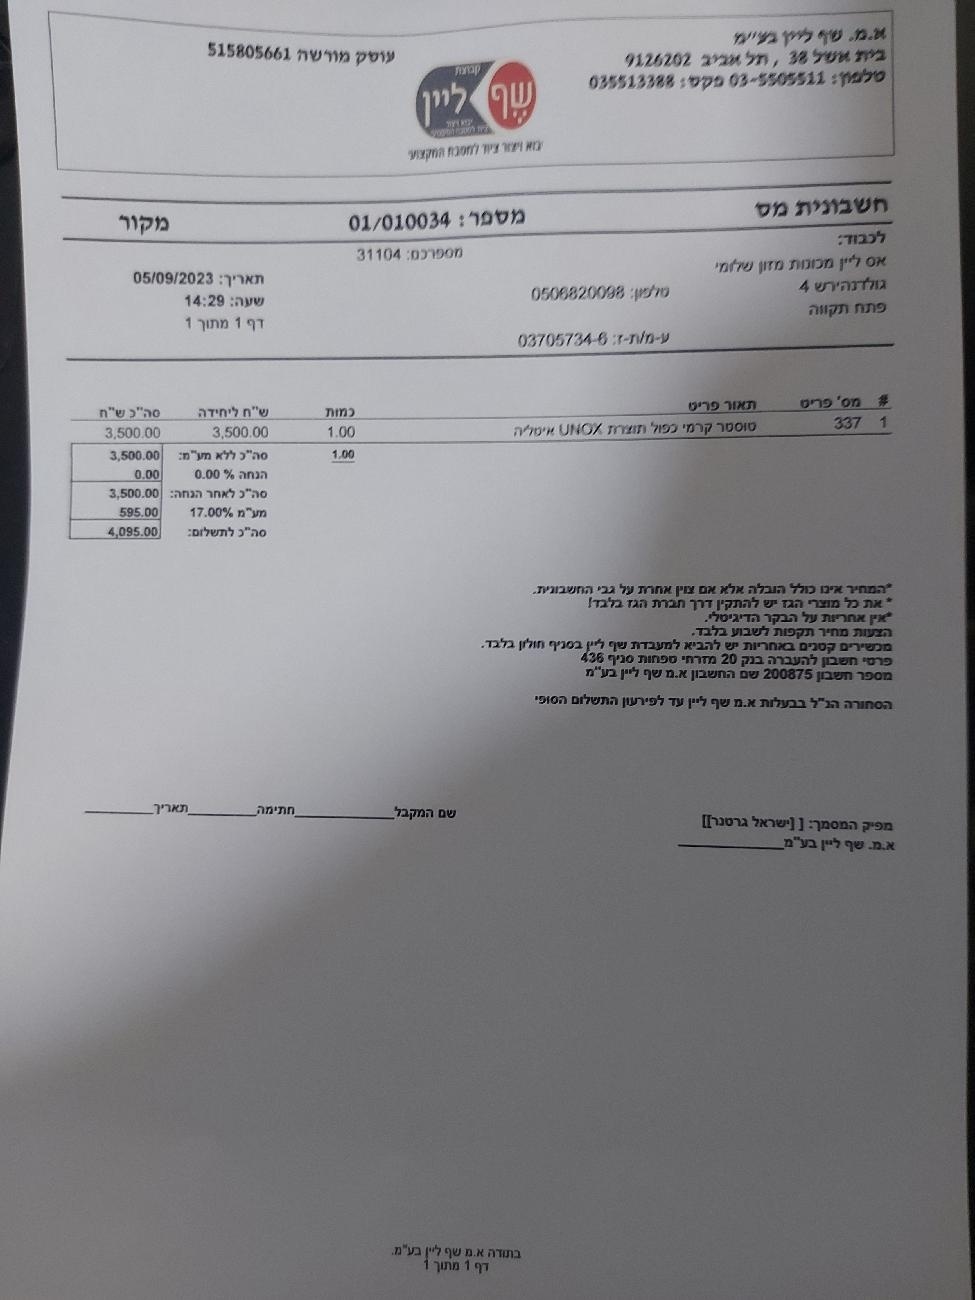 א.מ. שף ליין בע"מ
בית אשל 38 , תל אביב 9126202
טלפון: 03-5505511 פקס: 035513388
עוסק מורשה 515805661
קבוצת
שף ליין
יבוא ויצור ציוד למטבח המקצועי
חשבונית מס מספר: 01/010034 מקור
לכבוד: מספרכם: 31104
אס ליין מכונות מזון שלומי
גולדנהירש 4 טלפון: 0506820098
פתח תקווה
ע-מ/ת-ז: 03705734-6
תאריך: 05/09/2023
שעה: 14:29
דף 1 מתוך 1
# מס' פריט תאור פריט כמות ש"ח ליחידה סה"כ ש"ח
1 337 טוסטר קרמי כפול תוצרת UNOX איטליה 1.00 3,500.00 3,500.00
1.00 סה"כ ללא מע"מ: 3,500.00
הנחה % 0.00 0.00
סה"כ לאחר הנחה: 3,500.00
מע"מ 17.00% 595.00
סה"כ לתשלום: 4,095.00
*המחיר אינו כולל הובלה אלא אם צוין אחרת על גבי החשבונית.
* את כל מוצרי הגז יש להתקין דרך חברת הגז בלבד!
*אין אחריות על הבקר הדיגיטלי.
הצעות מחיר תקפות לשבוע בלבד.
מכשירים קטנים באחריות יש להביא למעבדת שף ליין בסניף חולון בלבד.
פרטי חשבון להעברה בנק 20 מזרחי טפחות סניף 436
מספר חשבון 200875 שם החשבון א.מ שף ליין בע"מ
הסחורה הנ"ל בבעלות א.מ שף ליין עד לפירעון התשלום הסופי
שם המקבל__________חתימה__________תאריך__________
מפיק המסמך: [ [ישראל גרטנר]]
א.מ. שף ליין בע"מ__________
בתודה א.מ שף ליין בע"מ.
דף 1 מתוך 1